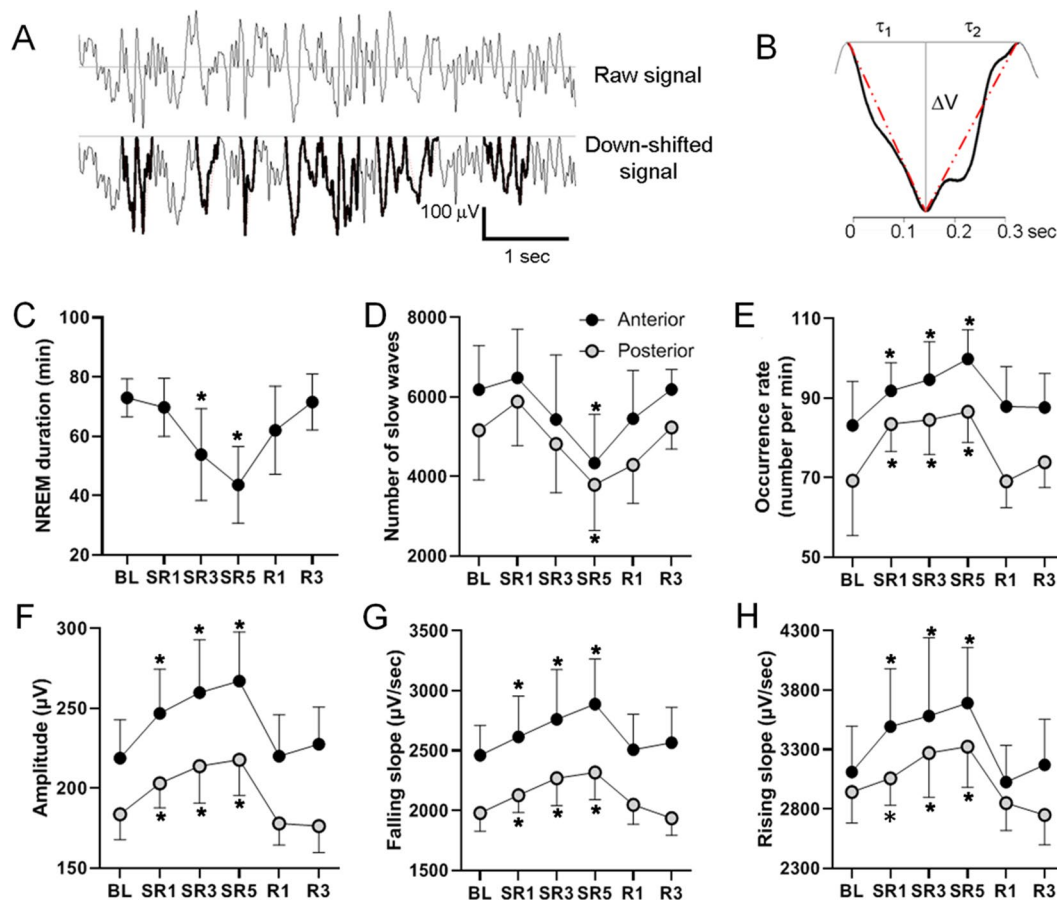 A
Raw signal
Down-shifted
signal
100 μV
1 sec
B
τ1
τ2
ΔV
0
0.1
0.2
0.3 sec
C
NREM duration (min)
100
80
60
40
20
*
*
BL SR1 SR3 SR5 R1 R3
D
Number of slow waves
8000
6000
4000
2000
Anterior
Posterior
*
*
BL SR1 SR3 SR5 R1 R3
E
Occurrence rate
(number per min)
110
90
70
50
* * *
* * *
BL SR1 SR3 SR5 R1 R3
F
Amplitude (μV)
300
250
200
150
* * *
* * *
BL SR1 SR3 SR5 R1 R3
G
Falling slope (μV/sec)
3500
3000
2500
2000
1500
* * *
* * *
BL SR1 SR3 SR5 R1 R3
H
Rising slope (μV/sec)
4300
3800
3300
2800
2300
* * *
* * *
BL SR1 SR3 SR5 R1 R3